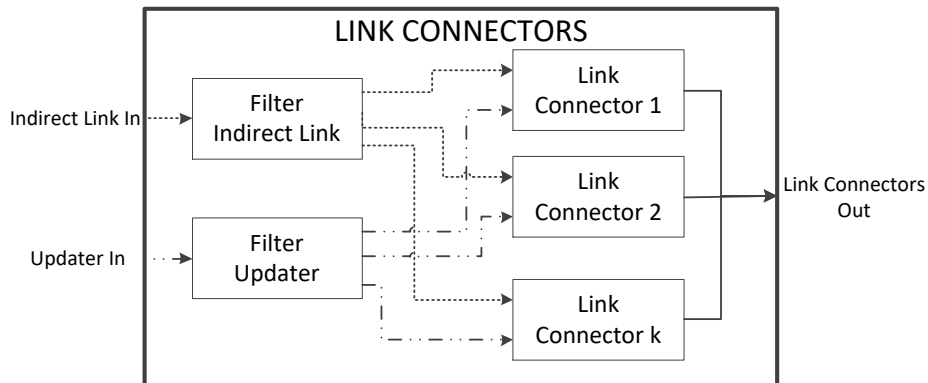 LINK CONNECTORS
Indirect Link In
Filter
Indirect Link
Link
Connector 1
Link
Connector 2
Link Connectors
Out
Updater In
Filter
Updater
Link
Connector k